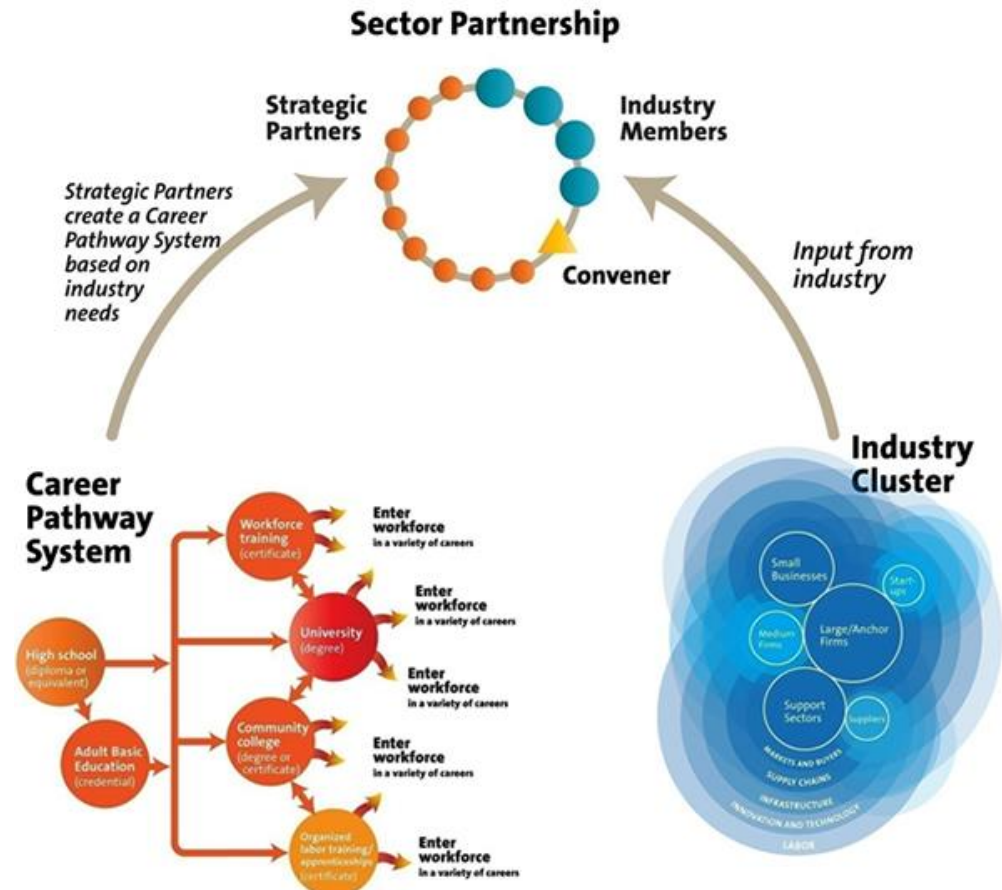 Sector Partnership
Strategic
Partners
Industry
Members
Strategic Partners
create a Career
Pathway System
based on
industry
needs
Input from
industry
Convener
Career
Pathway
System
Industry
Cluster
Workforce
training
(certificate)
Enter
workforce
in a variety of careers
University
(degree)
Enter
workforce
in a variety of careers
High school
(diploma or
equivalent)
Enter
workforce
in a variety of careers
Adult Basic
Education
(credential)
Community
college
(degree or
certificate)
Enter
workforce
in a variety of careers
Organized
labor training/
apprenticeships
(certificate)
Enter
workforce
in a variety of careers
Small
Businesses
Start-
ups
Medium
Firms
Large/Anchor
Firms
Support
Sectors
Suppliers
MARKETS AND BUYERS
SUPPLY CHAINS
INFRASTRUCTURE
INNOVATION AND TECHNOLOGY
LABOR